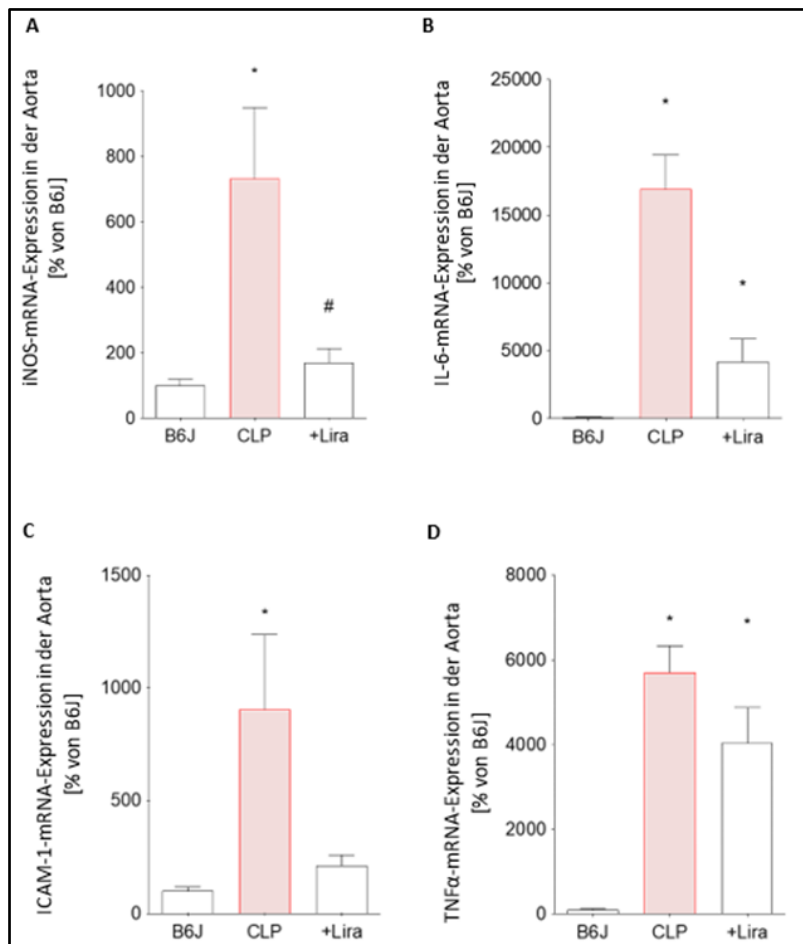 A
iNOS-mRNA-Expression in der Aorta
[% von B6J]
1000
800
600
400
200
0
*
#
B6J CLP +Lira
B
IL-6-mRNA-Expression in der Aorta
[% von B6J]
25000
20000
15000
10000
5000
0
*
*
B6J CLP +Lira
C
ICAM-1-mRNA-Expression in der Aorta
[% von B6J]
1500
1000
500
0
*
B6J CLP +Lira
D
TNFα-mRNA-Expression in der Aorta
[% von B6J]
8000
6000
4000
2000
0
*
*
B6J CLP +Lira